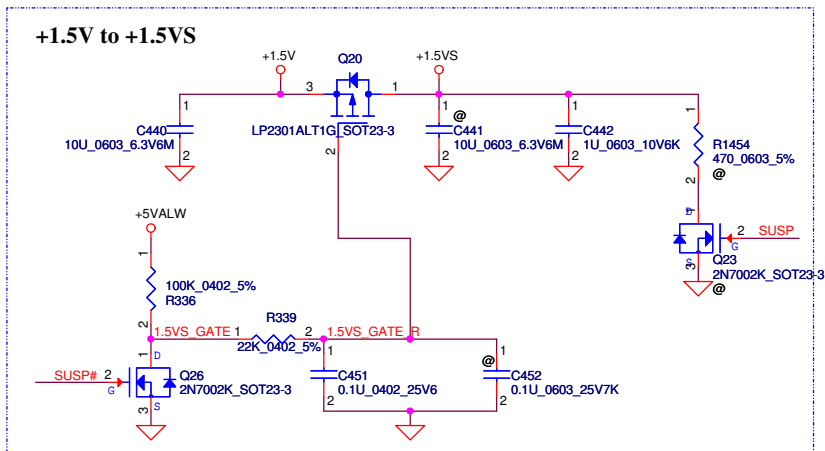 +1.5V to +1.5VS
+1.5V
Q20
+1.5VS
3
1
LP2301ALT1G_SOT23-3
2
1
C440
10U_0603_6.3V6M
2
1
@
C441
10U_0603_6.3V6M
2
1
C442
1U_0603_10V6K
2
1
R1454
470_0603_5%
2
@
1
D
2
SUSP
G
S
3
Q23
2N7002K_SOT23-3
@
+5VALW
1
100K_0402_5%
R336
2
1.5VS_GATE
1
R339
2
22K_0402_5%
1.5VS_GATE_R
1
D
SUSP#
2
G
Q26
2N7002K_SOT23-3
S
3
1
C451
0.1U_0402_25V6
2
@
1
C452
0.1U_0603_25V7K
2